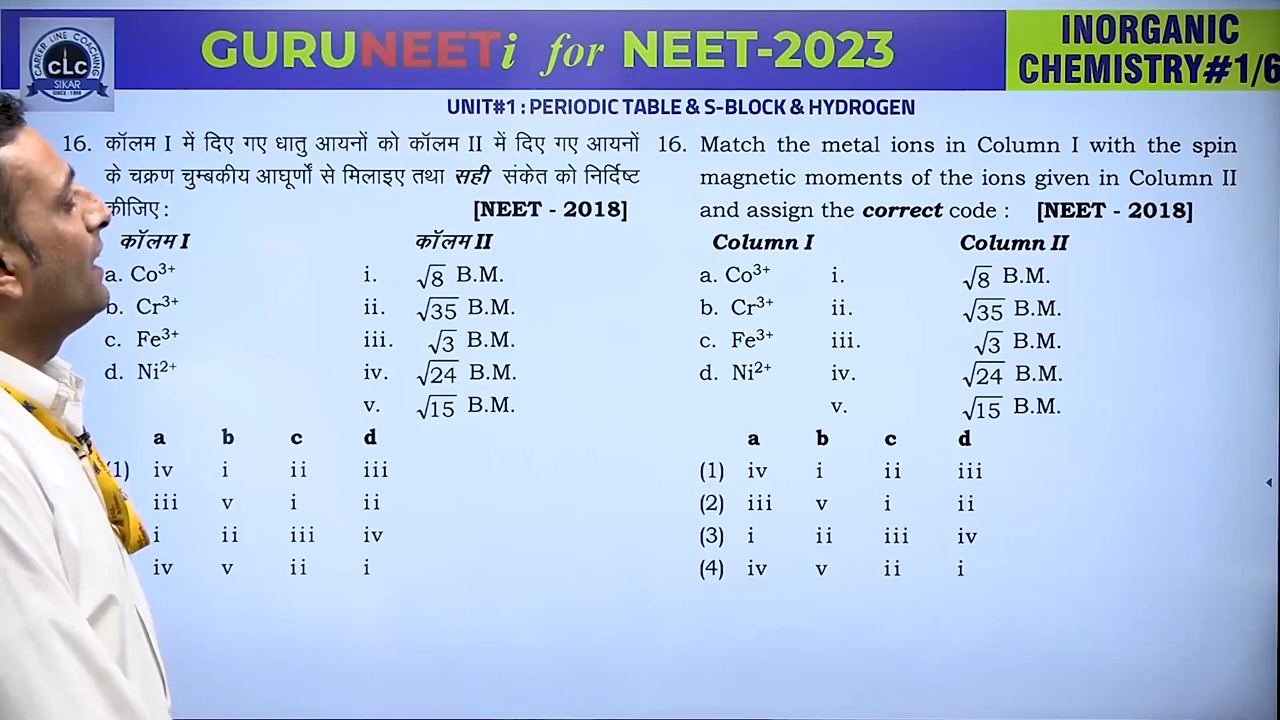 CAREER LINE COACHING
CLC
SIKAR
SINCE : 1996
GURUNEETi for NEET-2023
INORGANIC
CHEMISTRY#1/6
UNIT#1 : PERIODIC TABLE & S-BLOCK & HYDROGEN
16. कॉलम I में दिए गए धातु आयनों को कॉलम II में दिए गए आयनों
के चक्रण चुम्बकीय आघूर्णों से मिलाइए तथा सही संकेत को निर्दिष्ट
कीजिए : [NEET - 2018]
कॉलम I कॉलम II
a. Co³⁺ i. √8 B.M.
b. Cr³⁺ ii. √35 B.M.
c. Fe³⁺ iii. √3 B.M.
d. Ni²⁺ iv. √24 B.M.
v. √15 B.M.
a b c d
1) iv i ii iii
iii v i ii
i ii iii iv
iv v ii i
16. Match the metal ions in Column I with the spin
magnetic moments of the ions given in Column II
and assign the correct code : [NEET - 2018]
Column I Column II
a. Co³⁺ i. √8 B.M.
b. Cr³⁺ ii. √35 B.M.
c. Fe³⁺ iii. √3 B.M.
d. Ni²⁺ iv. √24 B.M.
v. √15 B.M.
a b c d
(1) iv i ii iii
(2) iii v i ii
(3) i ii iii iv
(4) iv v ii i